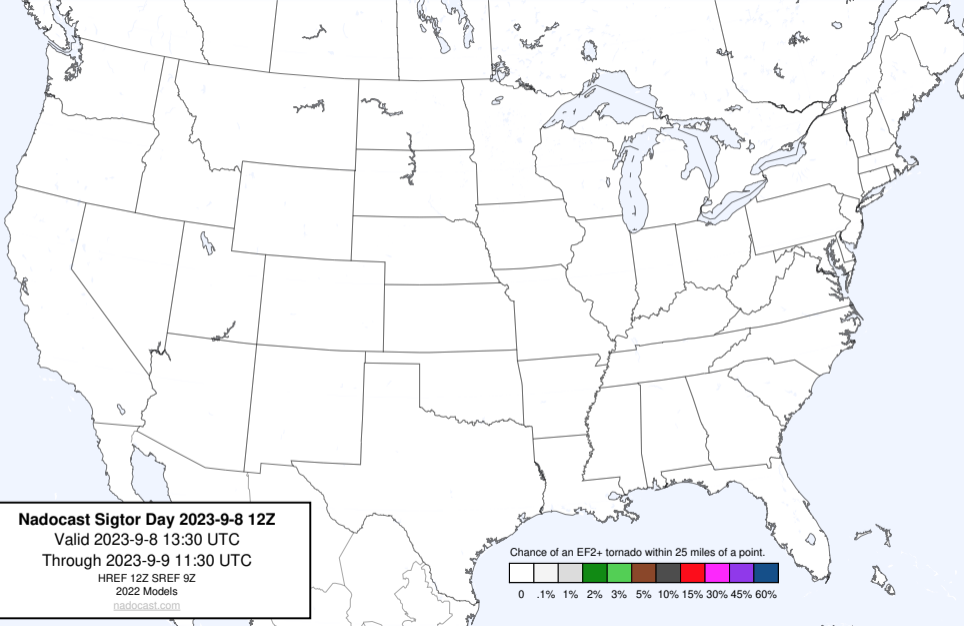 Nadocast Sigtor Day 2023-9-8 12Z
Valid 2023-9-8 13:30 UTC
Through 2023-9-9 11:30 UTC
HREF 12Z SREF 9Z
2022 Models
nadocast.com
Chance of an EF2+ tornado within 25 miles of a point.
0 .1% 1% 2% 3% 5% 10% 15% 30% 45% 60%